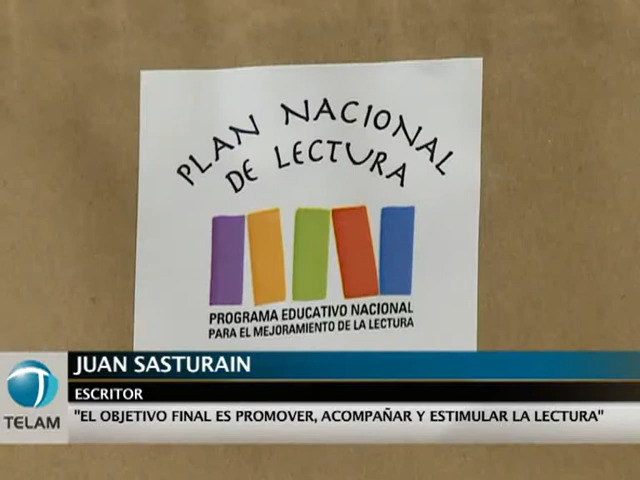 PLAN NACIONAL
DE LECTURA
PROGRAMA EDUCATIVO NACIONAL
PARA EL MEJORAMIENTO DE LA LECTURA
JUAN SASTURAIN
ESCRITOR
TELAM
"EL OBJETIVO FINAL ES PROMOVER, ACOMPAÑAR Y ESTIMULAR LA LECTURA"